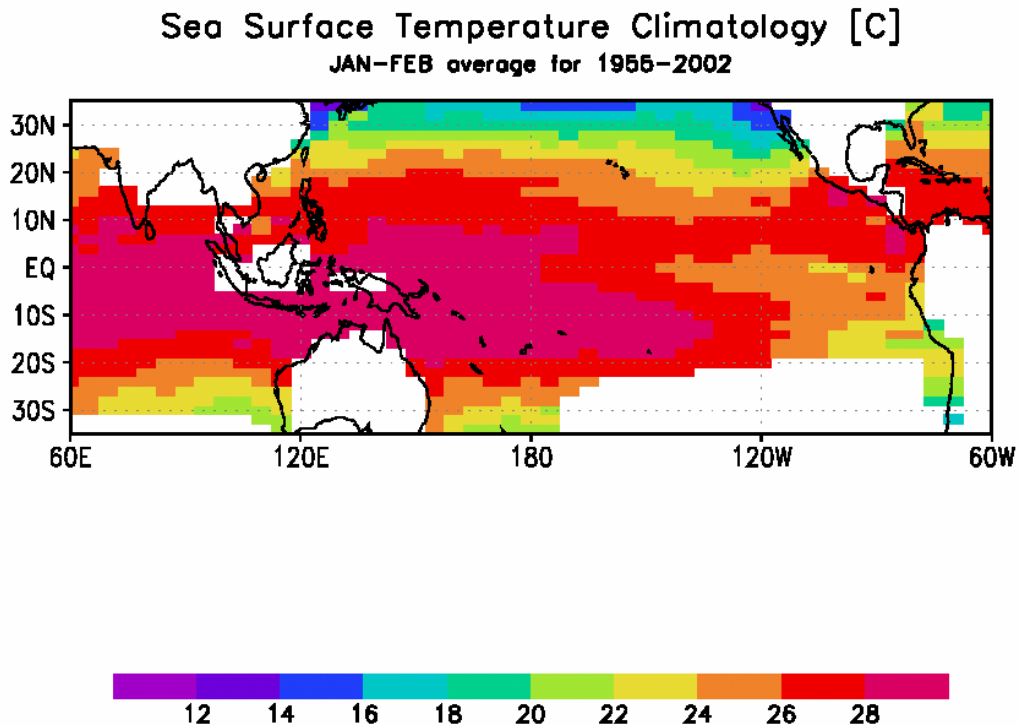 Sea Surface Temperature Climatology [C]
JAN-FEB average for 1955-2002
30N
20N
10N
EQ
10S
20S
30S
60E 120E 180 120W 60W
12 14 16 18 20 22 24 26 28